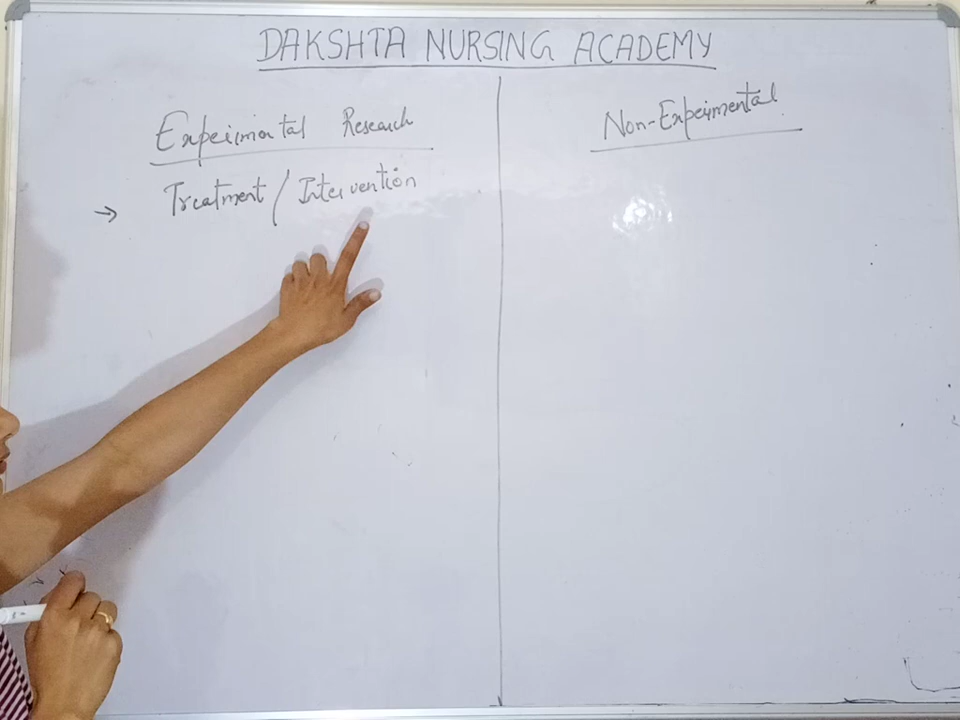 DAKSHTA NURSING ACADEMY
Experimental Research
→ Treatment / Intervention
Non-Experimental